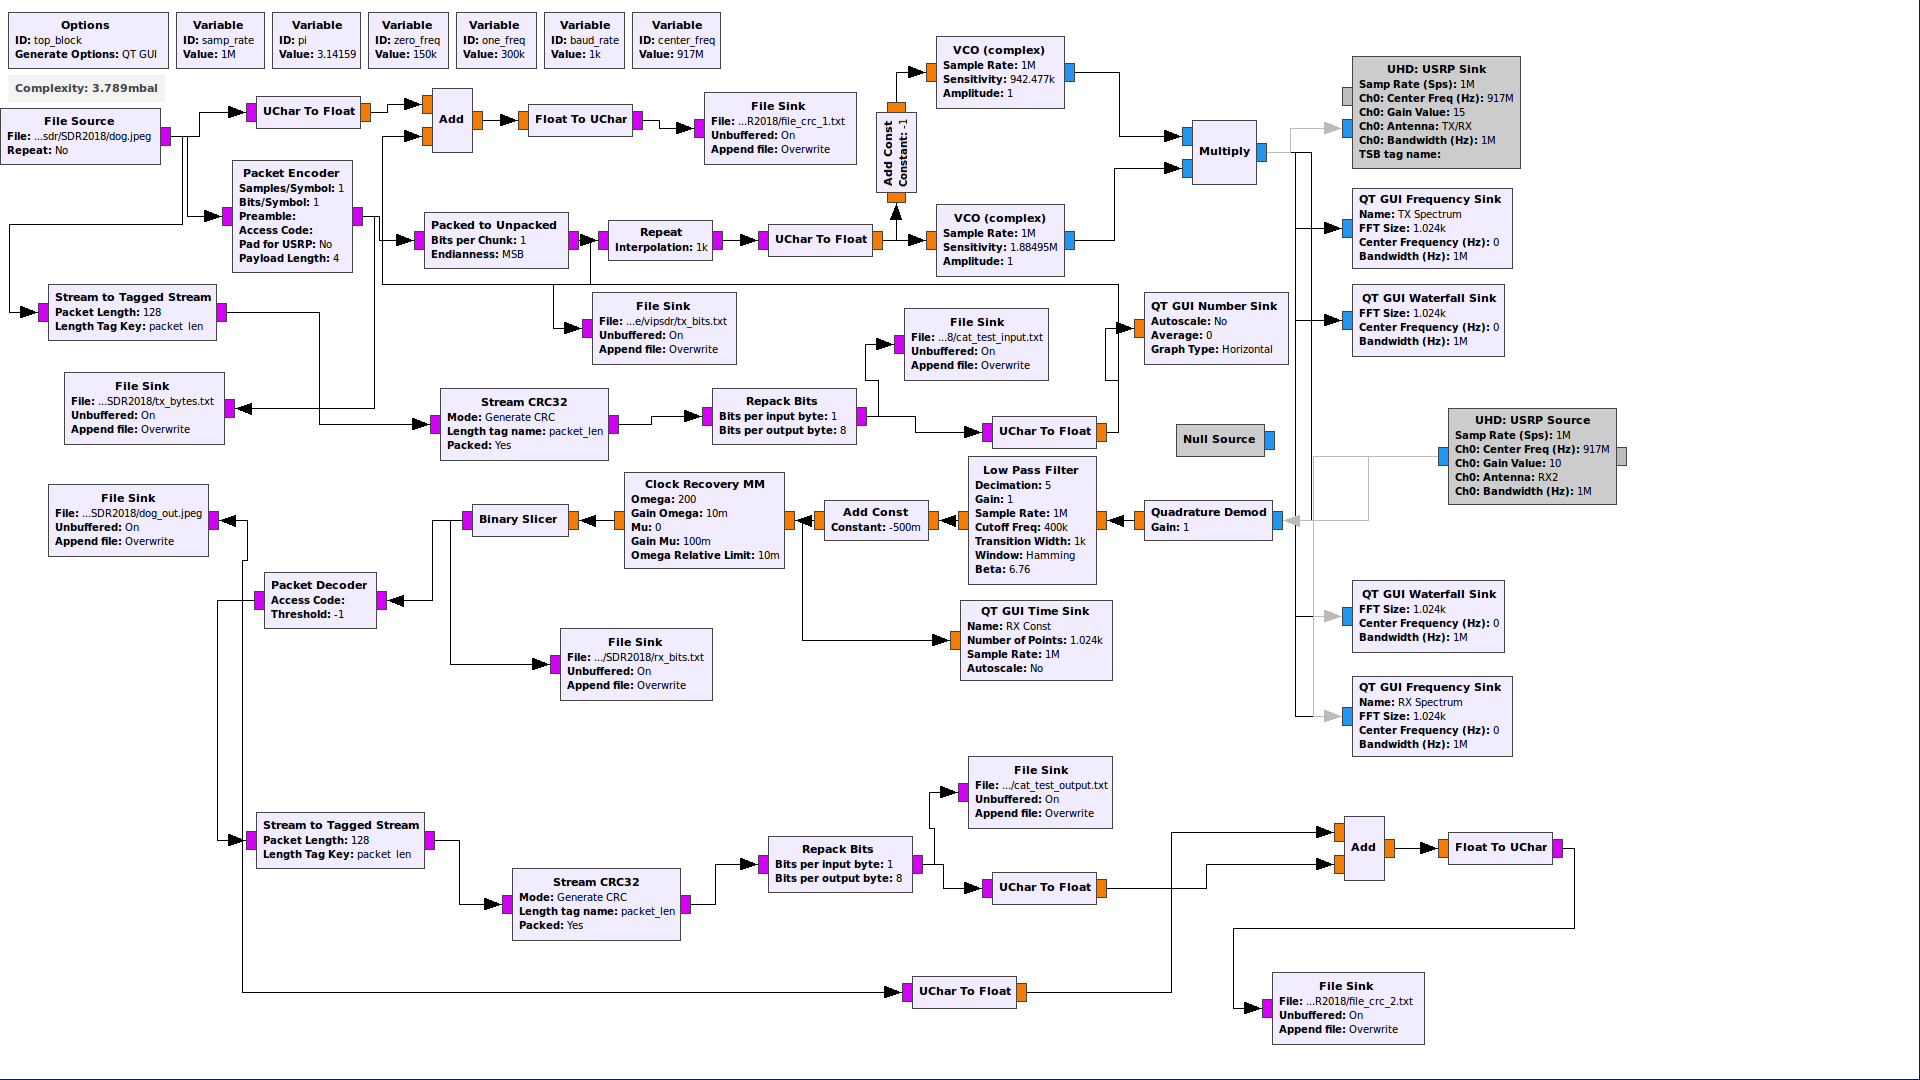 Options
ID: top_block
Generate Options: QT GUI
Variable
ID: samp_rate
Value: 1M
Variable
ID: pi
Value: 3.14159
Variable
ID: zero_freq
Value: 150k
Variable
ID: one_freq
Value: 300k
Variable
ID: baud_rate
Value: 1k
Variable
ID: center_freq
Value: 917M
Complexity: 3.789mbal
File Source
File: ...sdr/SDR2018/dog.jpeg
Repeat: No
UChar To Float
Add
Float To UChar
File Sink
File: ...R2018/file_crc_1.txt
Unbuffered: On
Append file: Overwrite
Add Const
Constant: -1
VCO (complex)
Sample Rate: 1M
Sensitivity: 942.477k
Amplitude: 1
Multiply
UHD: USRP Sink
Samp Rate (Sps): 1M
Ch0: Center Freq (Hz): 917M
Ch0: Gain Value: 15
Ch0: Antenna: TX/RX
Ch0: Bandwidth (Hz): 1M
TSB tag name:
Packet Encoder
Samples/Symbol: 1
Bits/Symbol: 1
Preamble:
Access Code:
Pad for USRP: No
Payload Length: 4
Packed to Unpacked
Bits per Chunk: 1
Endianness: MSB
Repeat
Interpolation: 1k
UChar To Float
VCO (complex)
Sample Rate: 1M
Sensitivity: 1.88495M
Amplitude: 1
QT GUI Frequency Sink
Name: TX Spectrum
FFT Size: 1.024k
Center Frequency (Hz): 0
Bandwidth (Hz): 1M
Stream to Tagged Stream
Packet Length: 128
Length Tag Key: packet_len
File Sink
File: ...e/vipsdr/tx_bits.txt
Unbuffered: On
Append file: Overwrite
File Sink
File: ...8/cat_test_input.txt
Unbuffered: On
Append file: Overwrite
QT GUI Number Sink
Autoscale: No
Average: 0
Graph Type: Horizontal
QT GUI Waterfall Sink
FFT Size: 1.024k
Center Frequency (Hz): 0
Bandwidth (Hz): 1M
File Sink
File: ...SDR2018/tx_bytes.txt
Unbuffered: On
Append file: Overwrite
Stream CRC32
Mode: Generate CRC
Length tag name: packet_len
Packed: Yes
Repack Bits
Bits per input byte: 1
Bits per output byte: 8
UChar To Float
Null Source
UHD: USRP Source
Samp Rate (Sps): 1M
Ch0: Center Freq (Hz): 917M
Ch0: Gain Value: 10
Ch0: Antenna: RX2
Ch0: Bandwidth (Hz): 1M
File Sink
File: ...SDR2018/dog_out.jpeg
Unbuffered: On
Append file: Overwrite
Binary Slicer
Clock Recovery MM
Omega: 200
Gain Omega: 10m
Mu: 0
Gain Mu: 100m
Omega Relative Limit: 10m
Add Const
Constant: -500m
Low Pass Filter
Decimation: 5
Gain: 1
Sample Rate: 1M
Cutoff Freq: 400k
Transition Width: 1k
Window: Hamming
Beta: 6.76
Quadrature Demod
Gain: 1
Packet Decoder
Access Code:
Threshold: -1
File Sink
File: .../SDR2018/rx_bits.txt
Unbuffered: On
Append file: Overwrite
QT GUI Time Sink
Name: RX Const
Number of Points: 1.024k
Sample Rate: 1M
Autoscale: No
QT GUI Waterfall Sink
FFT Size: 1.024k
Center Frequency (Hz): 0
Bandwidth (Hz): 1M
QT GUI Frequency Sink
Name: RX Spectrum
FFT Size: 1.024k
Center Frequency (Hz): 0
Bandwidth (Hz): 1M
Stream to Tagged Stream
Packet Length: 128
Length Tag Key: packet_len
Stream CRC32
Mode: Generate CRC
Length tag name: packet_len
Packed: Yes
Repack Bits
Bits per input byte: 1
Bits per output byte: 8
File Sink
File: .../cat_test_output.txt
Unbuffered: On
Append file: Overwrite
UChar To Float
Add
Float To UChar
UChar To Float
File Sink
File: ...R2018/file_crc_2.txt
Unbuffered: On
Append file: Overwrite